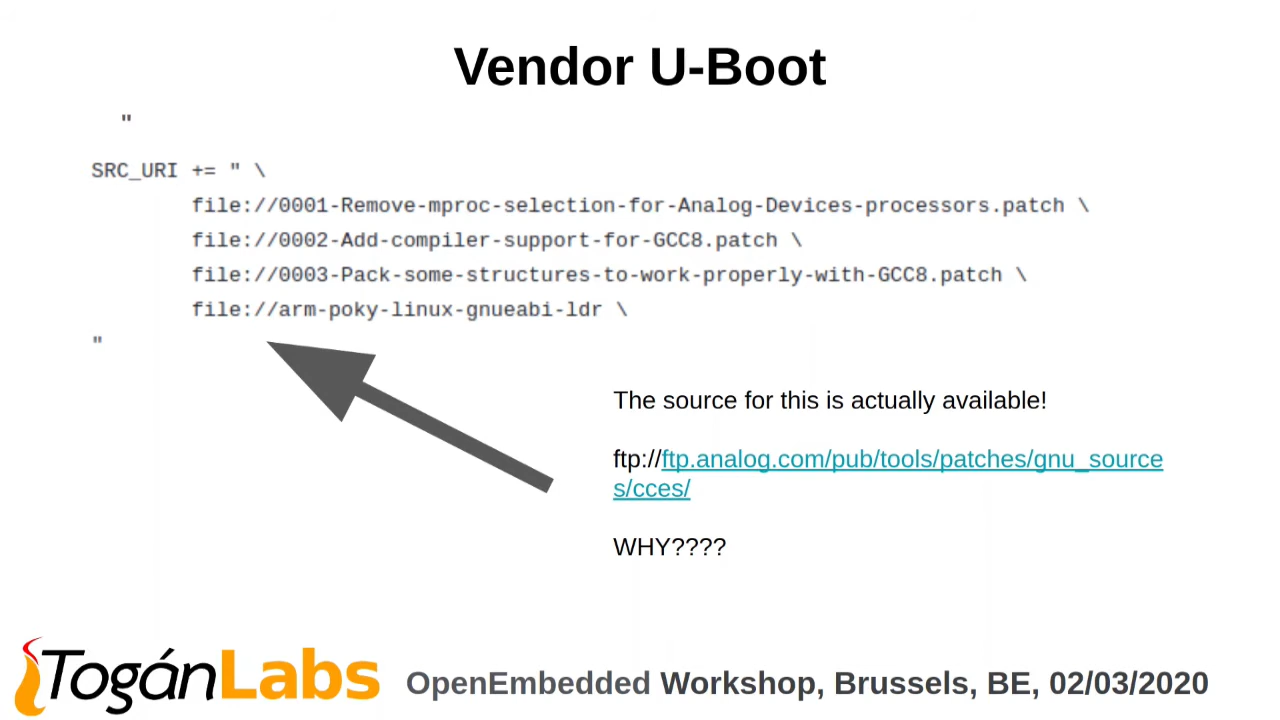 Vendor U-Boot
"
SRC_URI += " \
file://0001-Remove-mproc-selection-for-Analog-Devices-processors.patch \
file://0002-Add-compiler-support-for-GCC8.patch \
file://0003-Pack-some-structures-to-work-properly-with-GCC8.patch \
file://arm-poky-linux-gnueabi-ldr \
"
The source for this is actually available!
ftp://ftp.analog.com/pub/tools/patches/gnu_source
s/cces/
WHY????
TogánLabs
OpenEmbedded Workshop, Brussels, BE, 02/03/2020